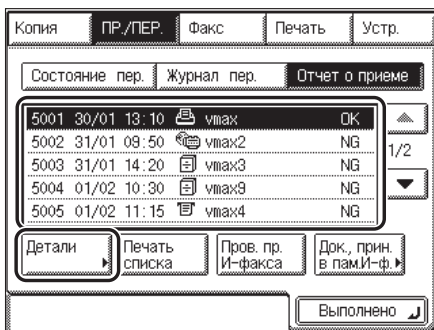 Копия ПР./ПЕР. Факс Печать Устр.
Состояние пер. Журнал пер. Отчет о приеме
5001 30/01 13:10 vmax OK
5002 31/01 09:50 vmax2 NG
5003 31/01 14:20 vmax3 NG
5004 01/02 10:30 vmax9 NG
5005 01/02 11:15 vmax4 NG
1/2
Детали Печать списка Пров. пр. И-факса Док., прин. в пам.И-ф.
Выполнено